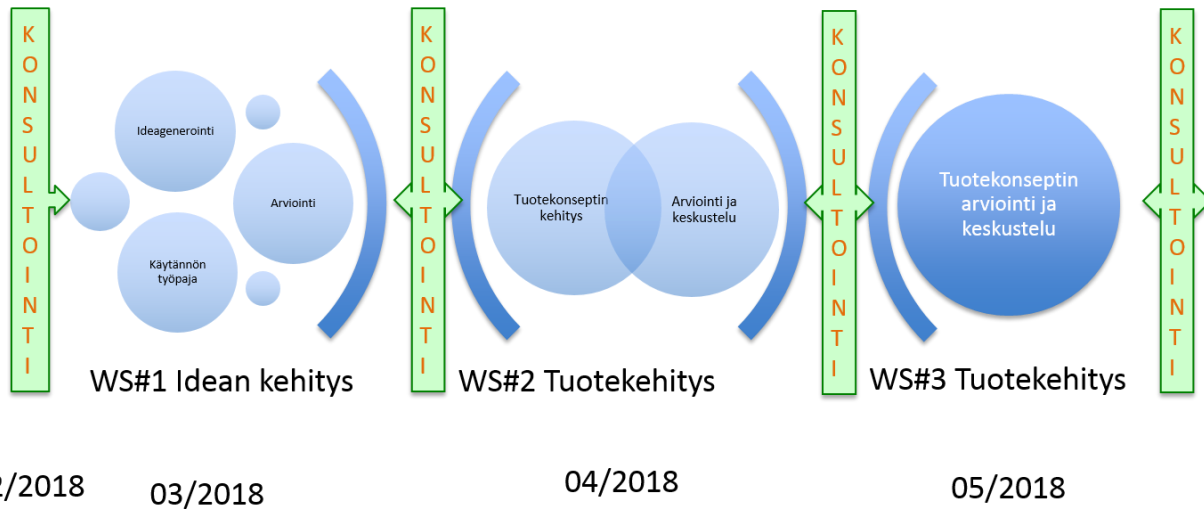 KONSULTOINTI
Ideagenerointi
Arviointi
Käytännön
työpaja
KONSULTOINTI
Tuotekonseptin
kehitys
Arviointi ja
keskustelu
KONSULTOINTI
Tuotekonseptin
arviointi ja
keskustelu
KONSULTOINTI
WS#1 Idean kehitys
WS#2 Tuotekehitys
WS#3 Tuotekehitys
2/2018
03/2018
04/2018
05/2018